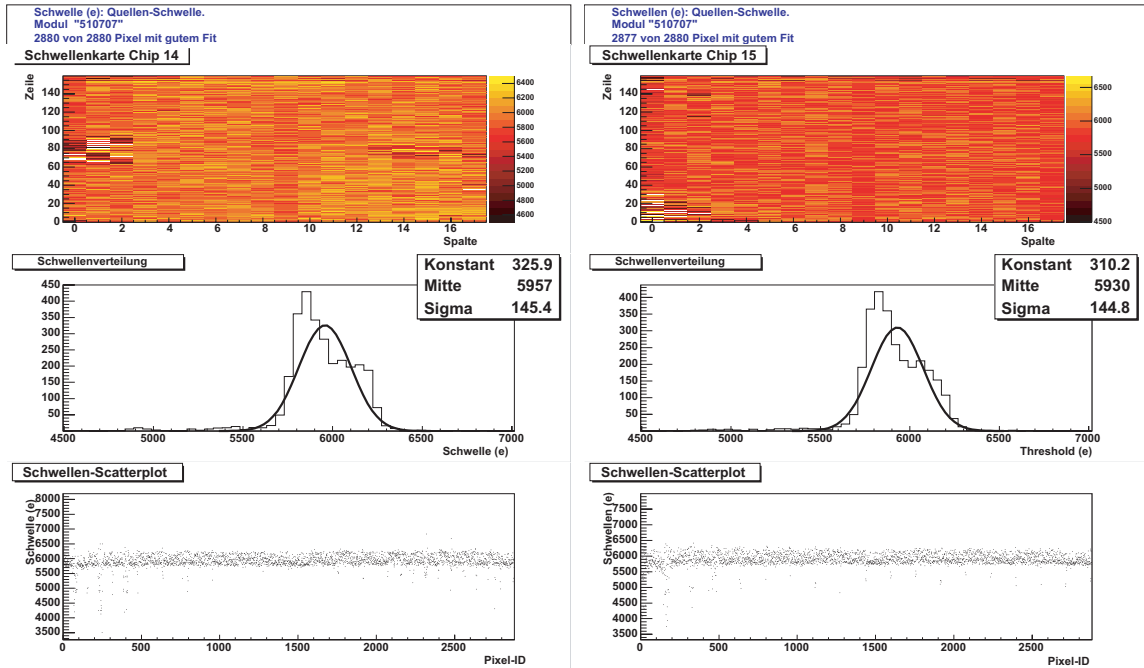 Schwelle (e): Quellen-Schwelle.
Modul "510707"
2880 von 2880 Pixel mit gutem Fit
Schwellenkarte Chip 14
Zeile
140
120
100
80
60
40
20
0
0 2 4 6 8 10 12 14 16
Spalte
6400
6200
6000
5800
5600
5400
5200
5000
4800
4600
Schwellenverteilung
Konstant 325.9
Mitte 5957
Sigma 145.4
450
400
350
300
250
200
150
100
50
4500 5000 5500 6000 6500 7000
Schwelle (e)
Schwellen-Scatterplot
Schwelle (e)
8000
7500
7000
6500
6000
5500
5000
4500
4000
3500
0 500 1000 1500 2000 2500
Pixel-ID
Schwellen (e): Quellen-Schwelle.
Modul "510707"
2877 von 2880 Pixel mit gutem Fit
Schwellenkarte Chip 15
Zeile
140
120
100
80
60
40
20
0
0 2 4 6 8 10 12 14 16
Spalte
6500
6000
5500
5000
4500
Schwellenverteilung
Konstant 310.2
Mitte 5930
Sigma 144.8
400
350
300
250
200
150
100
50
4500 5000 5500 6000 6500 7000
Threshold (e)
Schwellen-Scatterplot
Schwellen (e)
7500
7000
6500
6000
5500
5000
4500
4000
3500
0 500 1000 1500 2000 2500
Pixel-ID